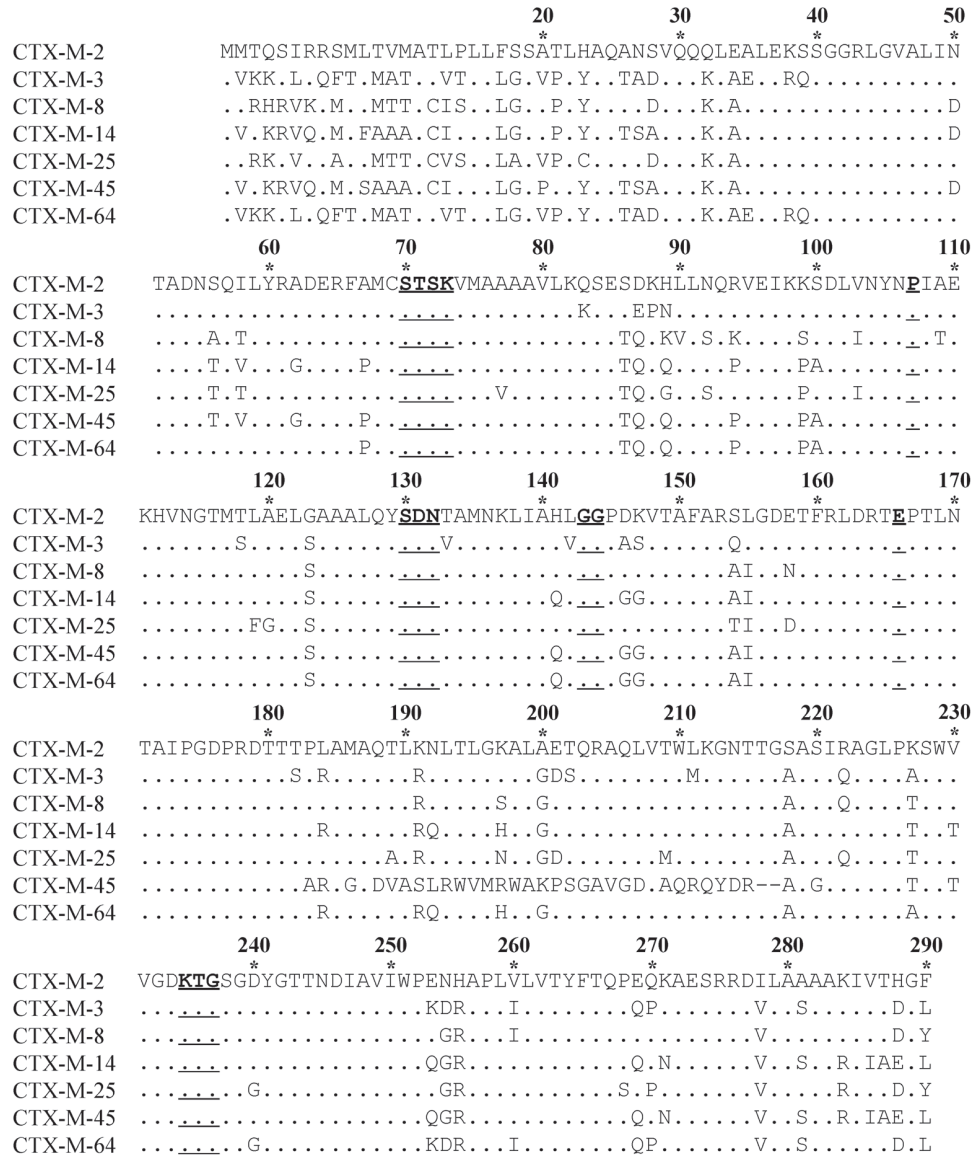 20 30 40 50
* * * *
CTX-M-2 MMTQSIRRSMLTVMATLPLLFSSATLHAQANSVQQQLEALEKSSGGRLGVALIN
CTX-M-3 .VKK.L.QFT.MAT..VT..LG.VP.Y..TAD...K.AE..RQ...........
CTX-M-8 ..RHRVK.M..MTT.CIS..LG.VP.Y....D...K.A...............D
CTX-M-14 .V.KRVQ.M.FAAA.CI...LG.VP.Y..TSA...K.A...............D
CTX-M-25 ..RK.V..A..MTT.CVS..LA.VP.C....D...K.A................
CTX-M-45 .V.KRVQ.M.SAAA.CI...LG.P..Y..TSA...K.A...............D
CTX-M-64 .VKK.L.QFT.MAT..VT..LG.VP.Y..TAD...K.AE..RQ...........
60 70 80 90 100 110
* * * * * *
CTX-M-2 TADNSQILYRADERFAMCSTSKVMAAAAVLKQSESDKHLLNQRVEIKKSDLVNYNPIAE
CTX-M-3 ...............................K...EPN.....................
CTX-M-8 ....A.T...........................TQ.KV.S.K....S...I.....T.
CTX-M-14 ....T.V...G....P..................TQ.Q....P....PA..........
CTX-M-25 ....T.T..................V........TQ.G..S......P...I.......
CTX-M-45 ....T.V...G....P..................TQ.Q....P....PA..........
CTX-M-64 ...............P..................TQ.Q....P....PA..........
120 130 140 150 160 170
* * * * * *
CTX-M-2 KHVNGTMTLAELGAAALQYSDNTAMNKLIAHLGGPDKVTAFARSLGDETFRLDRTEPTLN
CTX-M-3 .......S....S.........V........V...AS......Q................
CTX-M-8 ............S..............................AI..N............
CTX-M-14 ............S.................Q....GG......AI...............
CTX-M-25 ........FG..S..............................TI..D............
CTX-M-45 ............S.................Q....GG......AI...............
CTX-M-64 ............S.................Q....GG......AI...............
180 190 200 210 220 230
* * * * * *
CTX-M-2 TAIPGDPRDTTTPLAMAQTLKNLTLGKALAETQRAQLVTWLKGNTTGSASIRAGLPKSWV
CTX-M-3 ...........S.R......R........GDS........M......A...Q....A...
CTX-M-8 ....................R.....S..G.................A...Q....T...
CTX-M-14 .............R......RQ....H..G.................A........T..T
CTX-M-25 ..................A.R.....N..GD.......M........A...Q....T...
CTX-M-45 ............AR.G.DVASLRWVMRWAKPSGAVGD.AQRQYDR--A.G......T..T
CTX-M-64 .............R......RQ....H..G.................A........A...
240 250 260 270 280 290
* * * * * *
CTX-M-2 VGDKTGSGDYGTTNDIAVIWPENHAPLVLVTYFTQPEQKAESRRDILAAAAKIVTHGF
CTX-M-3 .....................KDR...I........QP.......V..S......D.L
CTX-M-8 ......................GR...I.................V.........D.Y
CTX-M-14 .....................QGR............Q.N......V..S..R.IAE.L
CTX-M-25 ........G.............GR...........S.P.......V.....R...D.Y
CTX-M-45 .....................QGR............Q.N......V..S..R.IAE.L
CTX-M-64 ........G............KDR...I........QP.......V..S......D.L